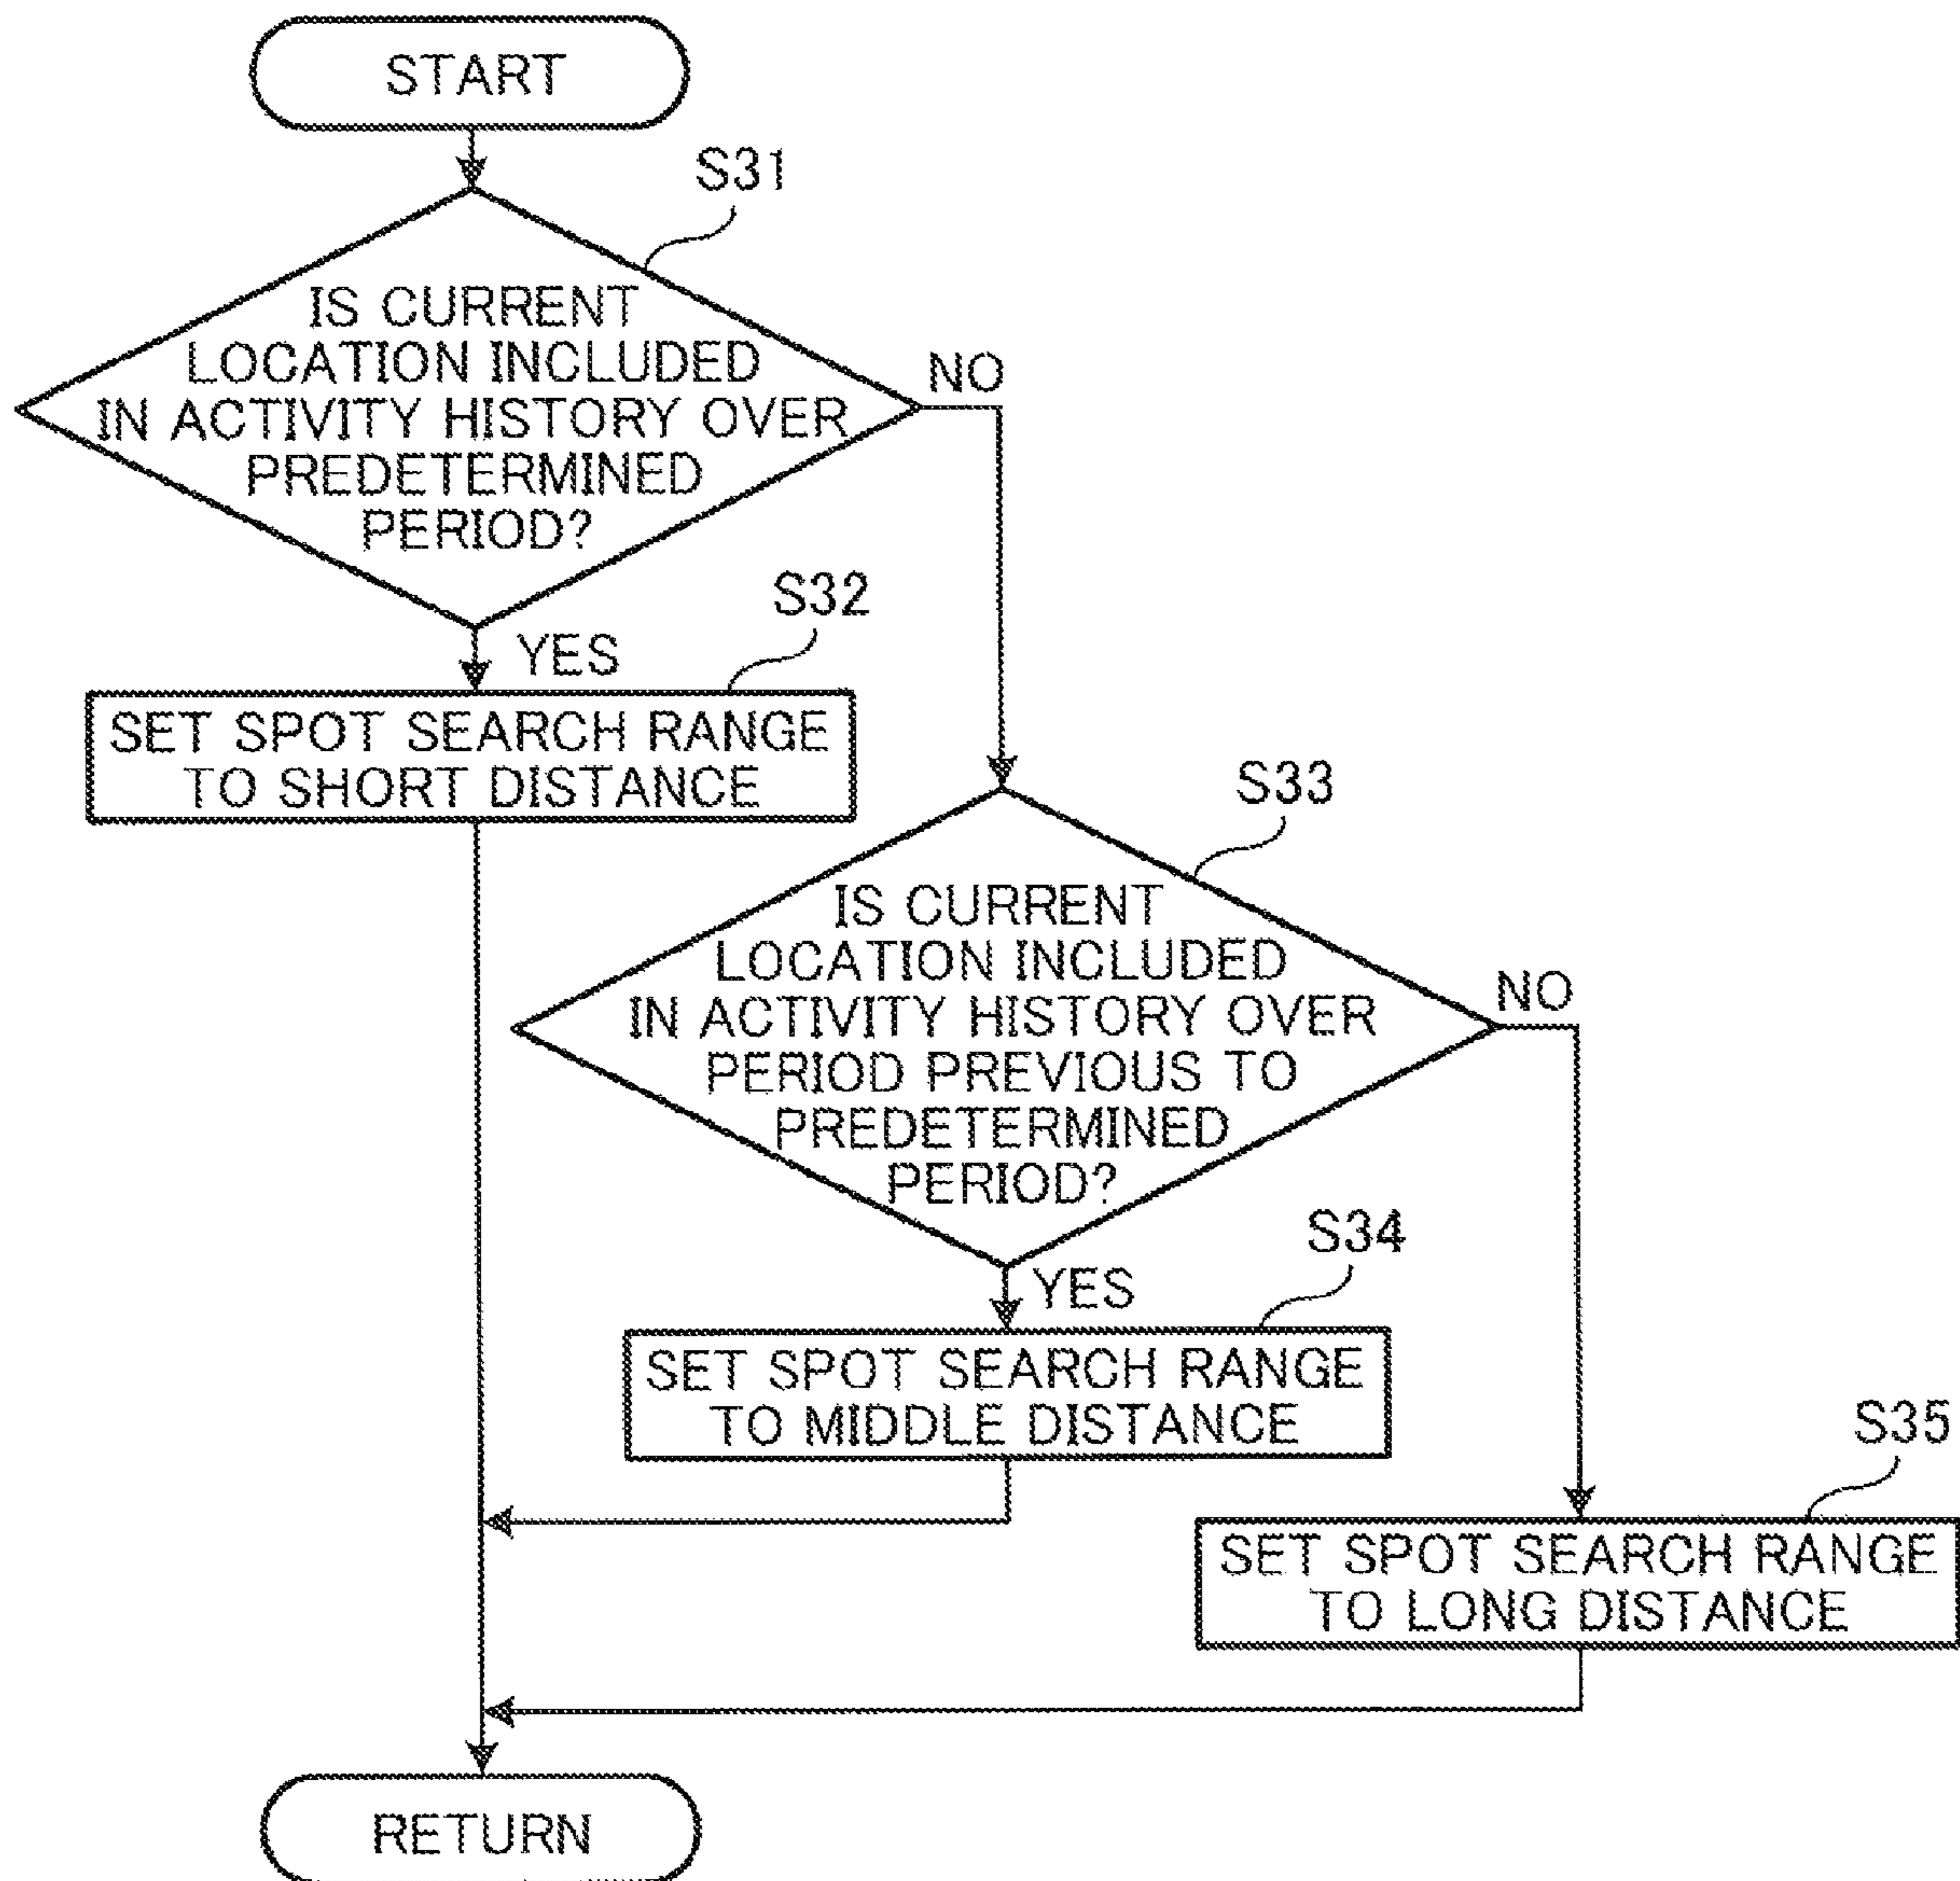 START
S31
IS CURRENT
LOCATION INCLUDED
IN ACTIVITY HISTORY OVER
PREDETERMINED
PERIOD?
NO
YES
S32
SET SPOT SEARCH RANGE
TO SHORT DISTANCE
S33
IS CURRENT
LOCATION INCLUDED
IN ACTIVITY HISTORY OVER
PERIOD PREVIOUS TO
PREDETERMINED
PERIOD?
NO
YES
S34
SET SPOT SEARCH RANGE
TO MIDDLE DISTANCE
S35
SET SPOT SEARCH RANGE
TO LONG DISTANCE
RETURN